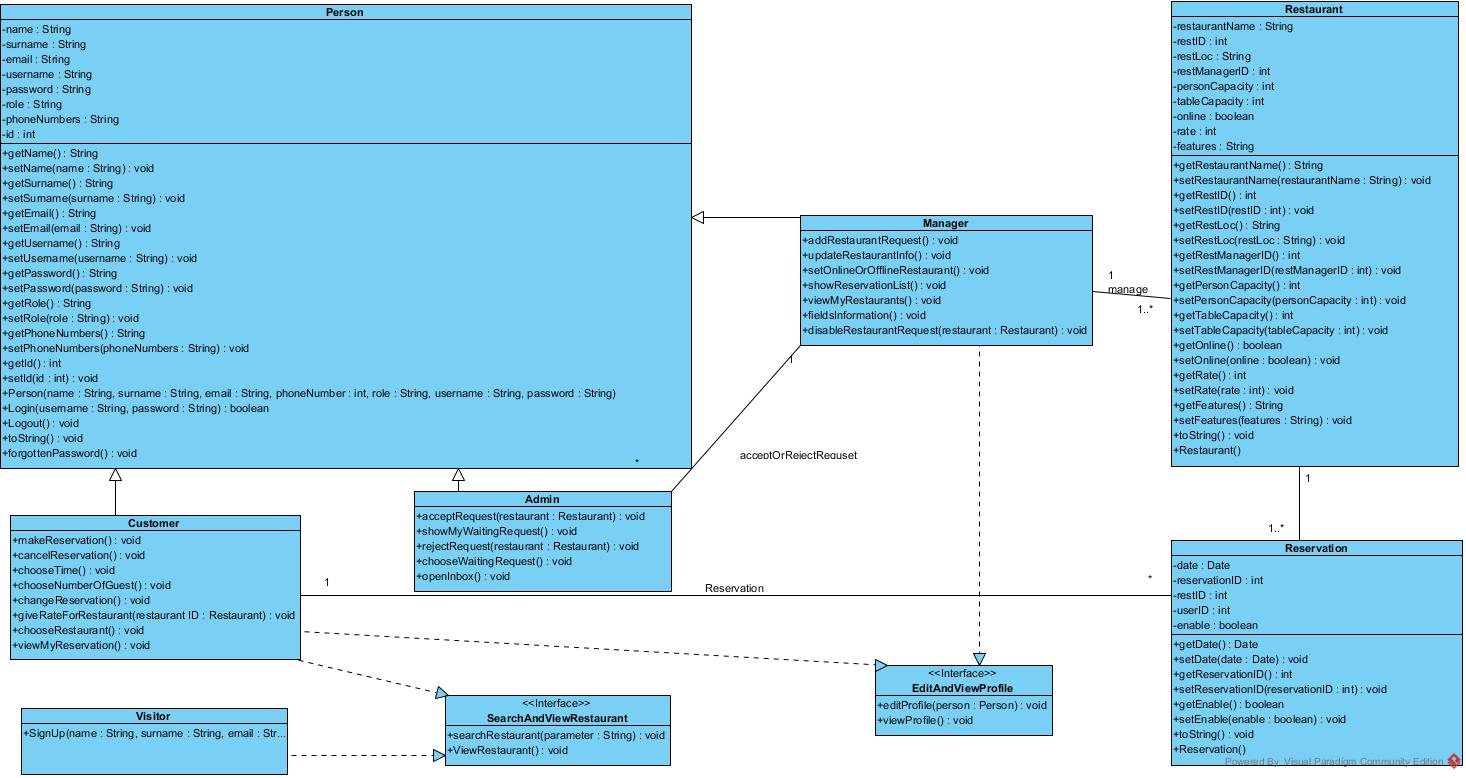 Person
-name : String
-surname : String
-email : String
-username : String
-password : String
-role : String
-phoneNumbers : String
-id : int
+getName() : String
+setName(name : String) : void
+getSurname() : String
+setSurname(surname : String) : void
+getEmail() : String
+setEmail(email : String) : void
+getUsername() : String
+setUsername(username : String) : void
+getPassword() : String
+setPassword(password : String) : void
+getRole() : String
+setRole(role : String) : void
+getPhoneNumbers() : String
+setPhoneNumbers(phoneNumbers : String) : void
+getId() : int
+setId(id : int) : void
+Person(name : String, surname : String, email : String, phoneNumber : int, role : String, username : String, password : String)
+Login(username : String, password : String) : boolean
+Logout() : void
+toString() : void
+forgottenPassword() : void
Restaurant
-restaurantName : String
-restID : int
-restLoc : String
-restManagerID : int
-personCapacity : int
-tableCapacity : int
-online : boolean
-rate : int
-features : String
+getRestaurantName() : String
+setRestaurantName(restaurantName : String) : void
+getRestID() : int
+setRestID(restID : int) : void
+getRestLoc() : String
+setRestLoc(restLoc : String) : void
+getRestManagerID() : int
+setRestManagerID(restManagerID : int) : void
+getPersonCapacity() : int
+setPersonCapacity(personCapacity : int) : void
+getTableCapacity() : int
+setTableCapacity(tableCapacity : int) : void
+getOnline() : boolean
+setOnline(online : boolean) : void
+getRate() : int
+setRate(rate : int) : void
+getFeatures() : String
+setFeatures(features : String) : void
+toString() : void
+Restaurant()
Manager
+addRestaurantRequest() : void
+updateRestaurantInfo() : void
+setOnlineOrOfflineRestaurant() : void
+showReservationList() : void
+viewMyRestaurants() : void
+fieldsInformation() : void
+disableRestaurantRequest(restaurant : Restaurant) : void
1
manage
1..*
1
acceptOrRejectReguset
*
Admin
+acceptRequest(restaurant : Restaurant) : void
+showMyWaitingRequest() : void
+rejectRequest(restaurant : Restaurant) : void
+chooseWaitingRequest() : void
+openInbox() : void
Customer
+makeReservation() : void
+cancelReservation() : void
+chooseTime() : void
+chooseNumberOfGuest() : void
+changeReservation() : void
+giveRateForRestaurant(restaurant ID : Restaurant) : void
+chooseRestaurant() : void
+viewMyReservation() : void
1
Reservation
*
1
1..*
Reservation
-date : Date
-reservationID : int
-restID : int
-userID : int
-enable : boolean
+getDate() : Date
+setDate(date : Date) : void
+getReservationID() : int
+setReservationID(reservationID : int) : void
+getEnable() : boolean
+setEnable(enable : boolean) : void
+toString() : void
+Reservation()
<<Interface>>
EditAndViewProfile
+editProfile(person : Person) : void
+viewProfile() : void
<<Interface>>
SearchAndViewRestaurant
+searchRestaurant(parameter : String) : void
+ViewRestaurant() : void
Visitor
+SignUp(name : String, surname : String, email : Str...
Powered By Visual Paradigm Community Edition